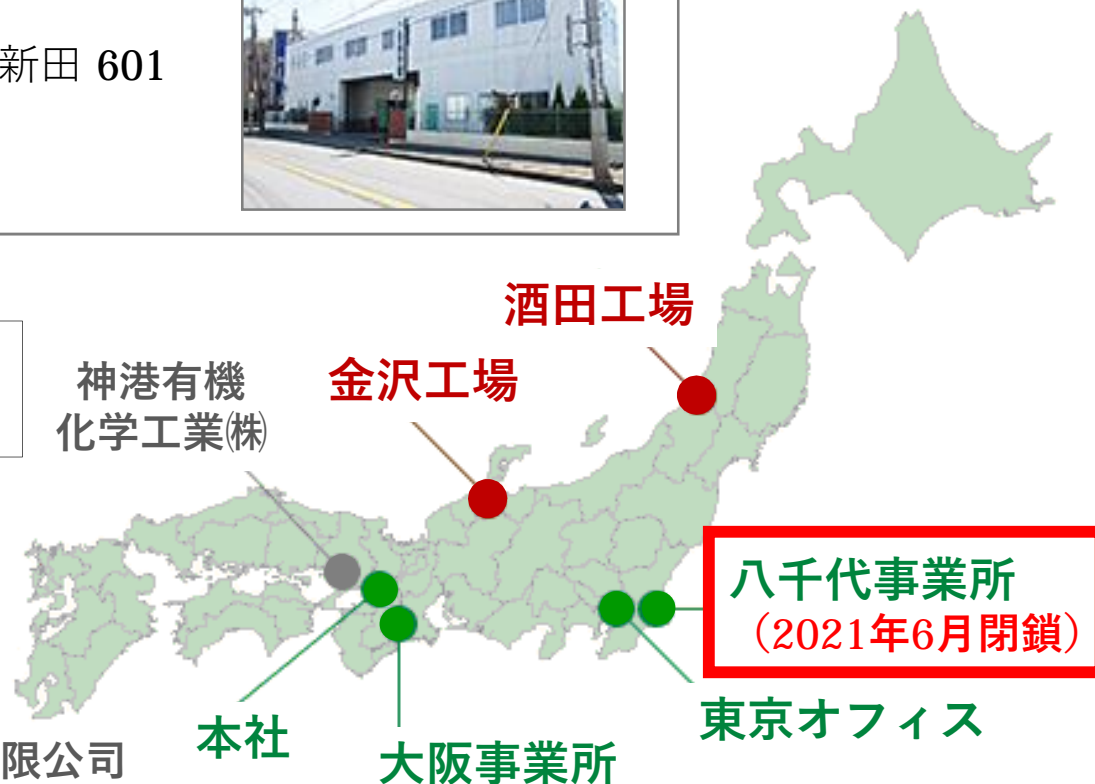 新田 601
酒田工場
金沢工場
神港有機
化学工業㈱
八千代事業所
（2021年6月閉鎖）
東京オフィス
本社
大阪事業所
限公司